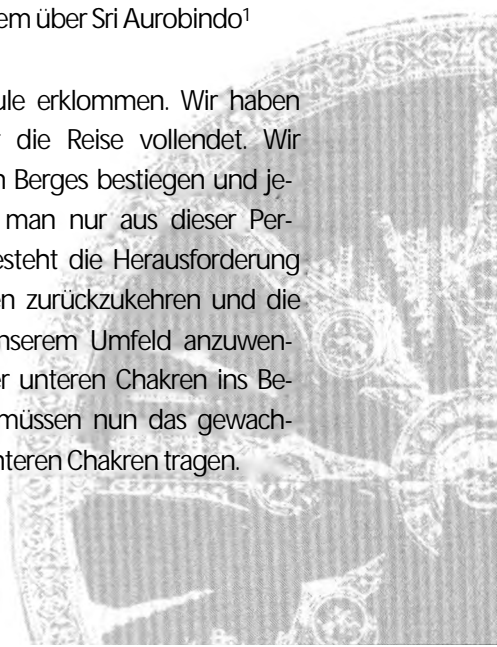 em über Sri Aurobindo¹
ule erklommen. Wir haben
die Reise vollendet. Wir
Berges bestiegen und je-
man nur aus dieser Per-
esteht die Herausforderung
en zurückzukehren und die
nserem Umfeld anzuwen-
er unteren Chakren ins Be-
müssen nun das gewach-
nteren Chakren tragen.